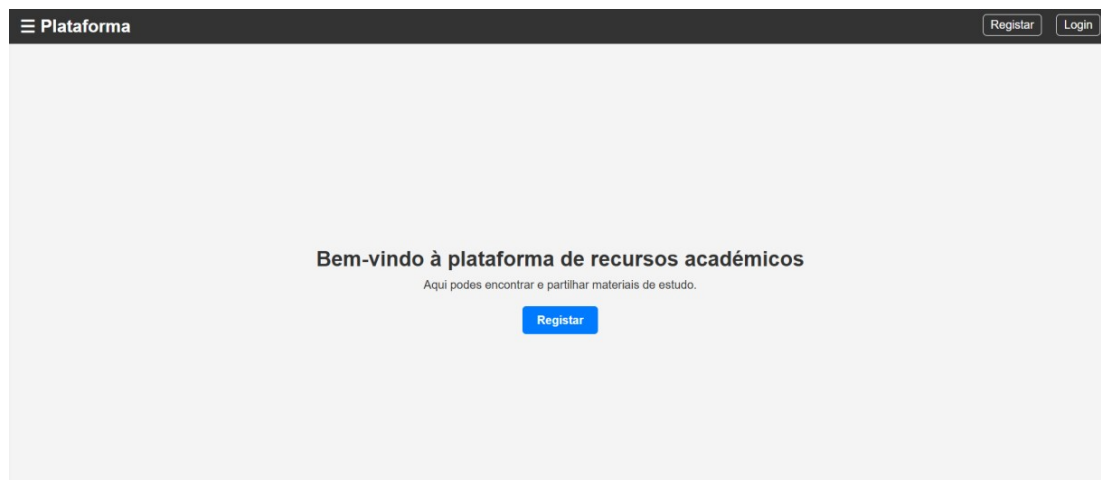 ☰ Plataforma
Registar
Login
Bem-vindo à plataforma de recursos académicos
Aqui podes encontrar e partilhar materiais de estudo.
Registar